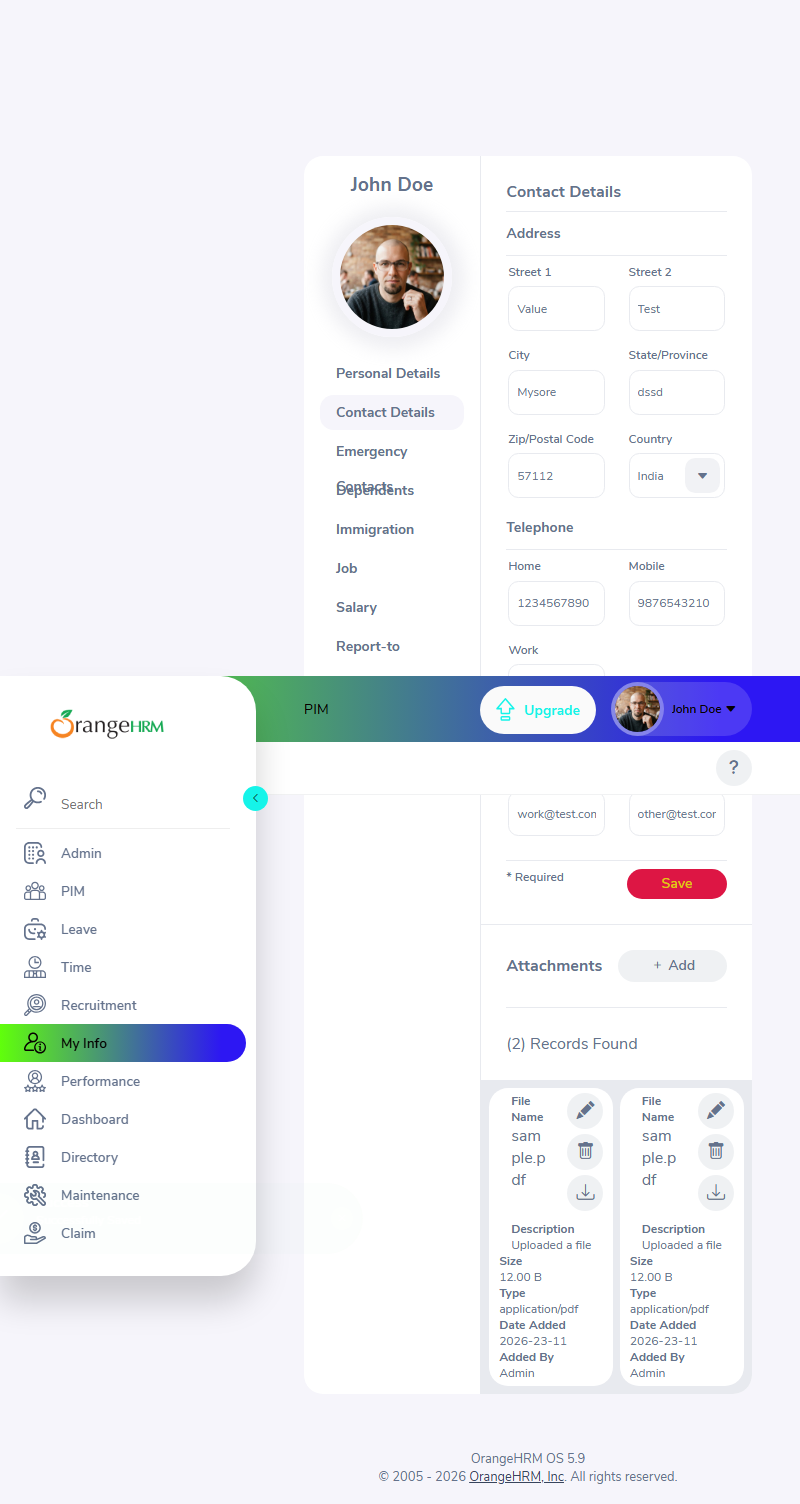 John Doe
Personal Details
Contact Details
Emergency
Contacts
Dependents
Immigration
Job
Salary
Report-to
Contact Details
Address
Street 1
Street 2
Value
Test
City
State/Province
Mysore
dssd
Zip/Postal Code
Country
57112
India
Telephone
Home
Mobile
1234567890
9876543210
Work
OrangeHRM
PIM
Upgrade
John Doe
?
Search
Admin
PIM
Leave
Time
Recruitment
My Info
Performance
Dashboard
Directory
Maintenance
Claim
work@test.com
other@test.cor
* Required
Save
Attachments
+ Add
(2) Records Found
File
Name
sam
ple.p
df
Description
Uploaded a file
Size
12.00 B
Type
application/pdf
Date Added
2026-23-11
Added By
Admin
File
Name
sam
ple.p
df
Description
Uploaded a file
Size
12.00 B
Type
application/pdf
Date Added
2026-23-11
Added By
Admin
OrangeHRM OS 5.9
© 2005 - 2026 OrangeHRM, Inc. All rights reserved.